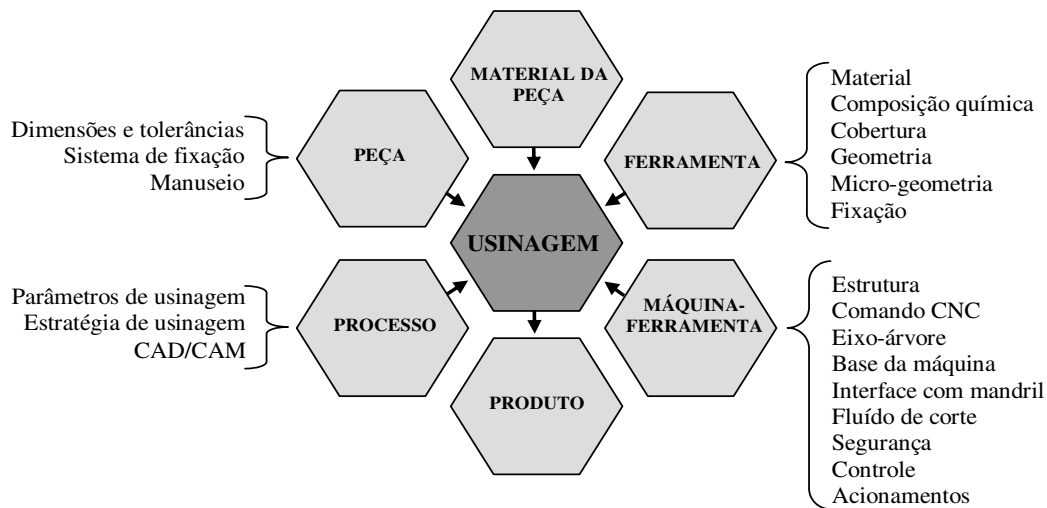 MATERIAL DA
PEÇA
Dimensões e tolerâncias
Sistema de fixação
Manuseio
PEÇA
FERRAMENTA
Material
Composição química
Cobertura
Geometria
Micro-geometria
Fixação
USINAGEM
Parâmetros de usinagem
Estratégia de usinagem
CAD/CAM
PROCESSO
MÁQUINA-
FERRAMENTA
Estrutura
Comando CNC
Eixo-árvore
Base da máquina
Interface com mandril
Fluído de corte
Segurança
Controle
Acionamentos
PRODUTO